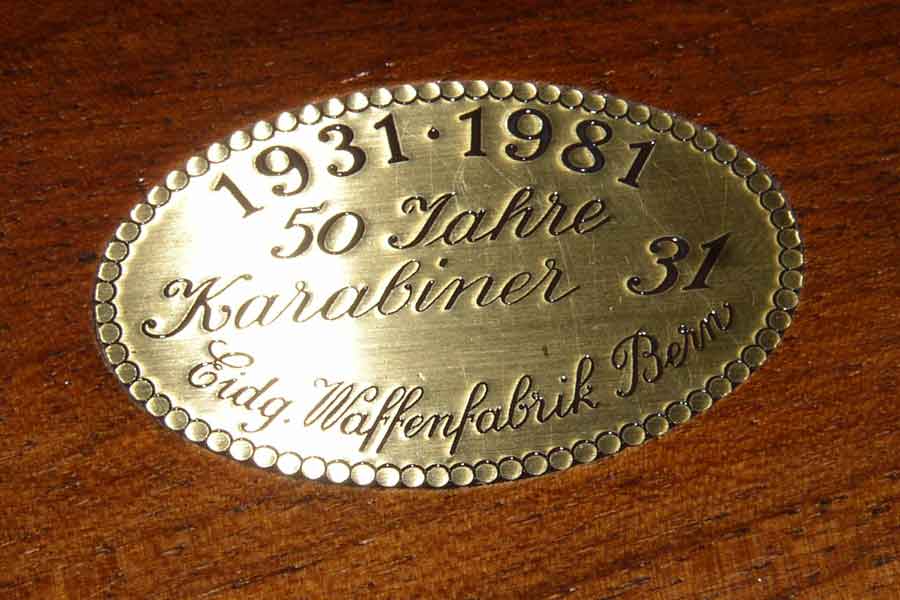 1931·1981
50 Jahre
Karabiner 31
Eidg. Waffenfabrik Bern